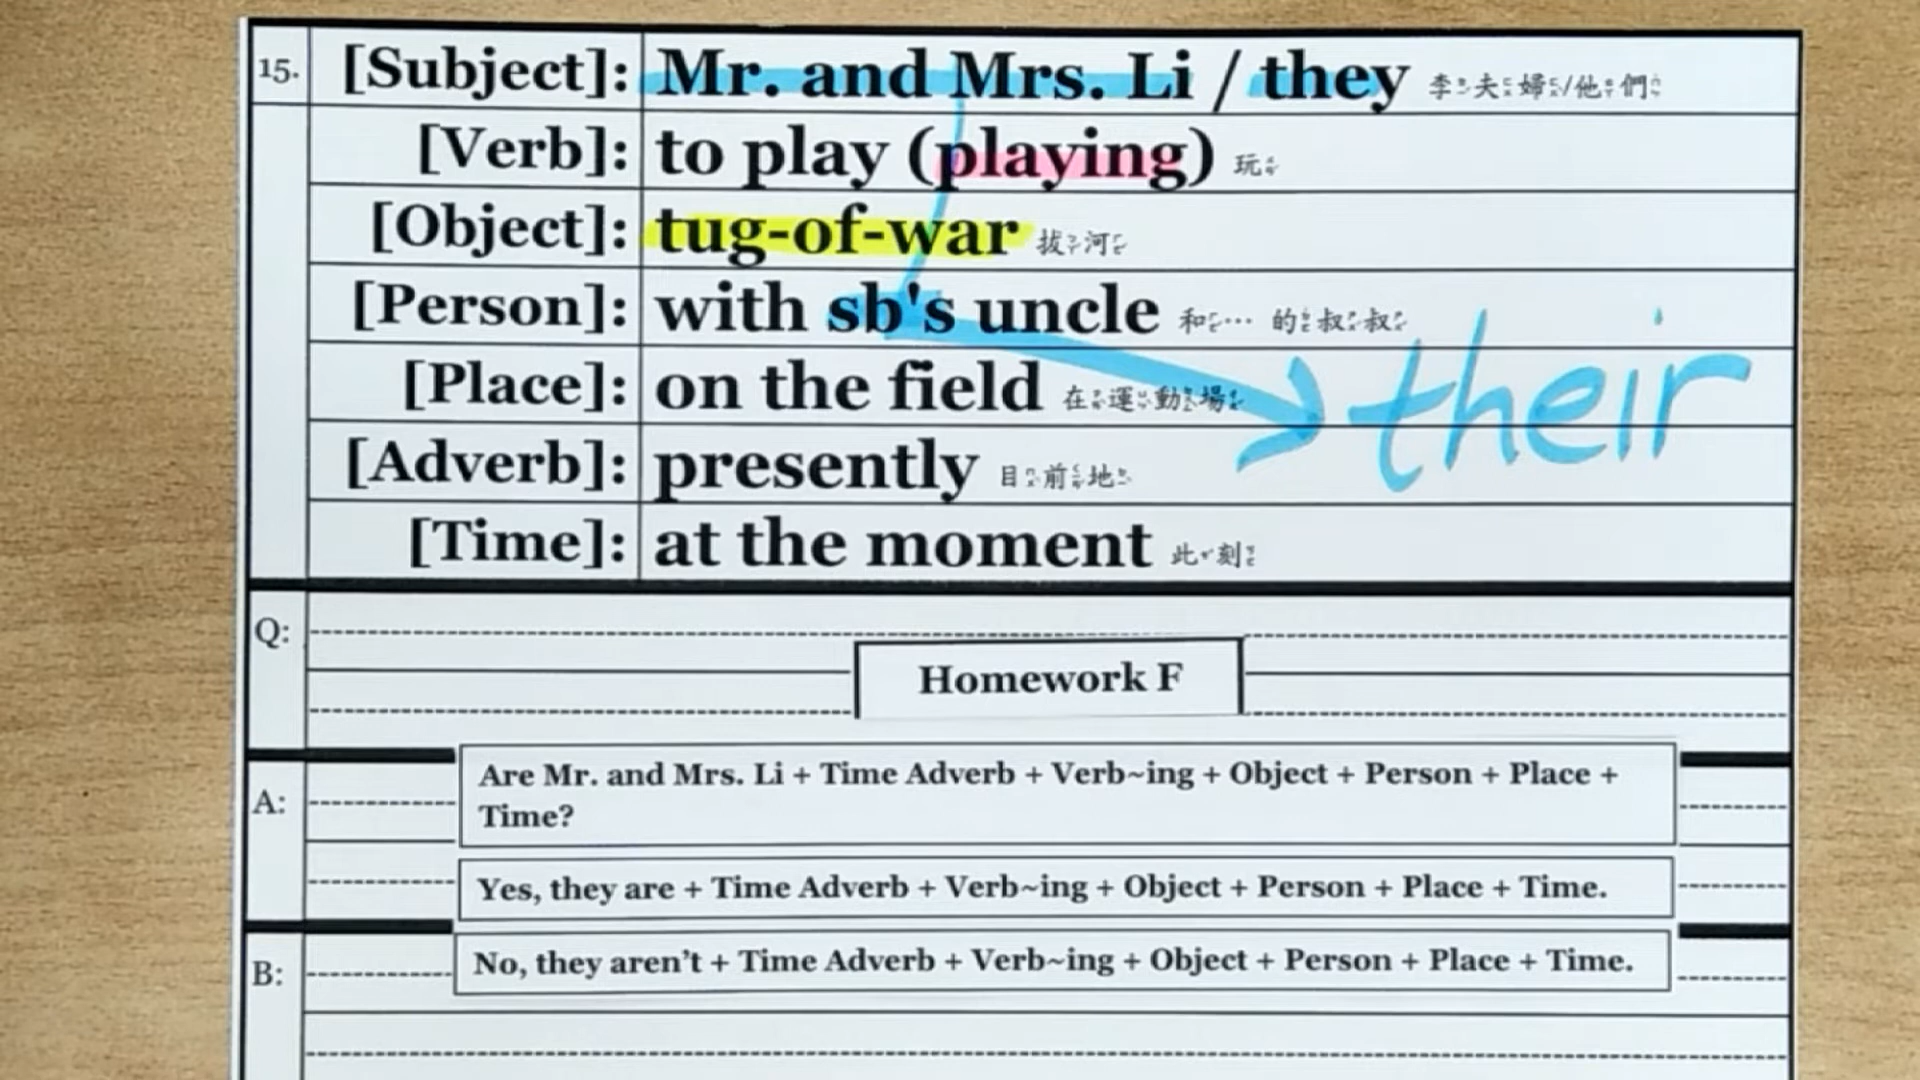 15. [Subject]: Mr. and Mrs. Li / they 李夫婦/他們
[Verb]: to play (playing) 玩
[Object]: tug-of-war 拔河
[Person]: with sb's uncle 和… 的叔叔
[Place]: on the field 在運動場
their
[Adverb]: presently 目前地
[Time]: at the moment 此刻
Q:
Homework F
A:
Are Mr. and Mrs. Li + Time Adverb + Verb~ing + Object + Person + Place +
Time?
Yes, they are + Time Adverb + Verb~ing + Object + Person + Place + Time.
B:
No, they aren't + Time Adverb + Verb~ing + Object + Person + Place + Time.